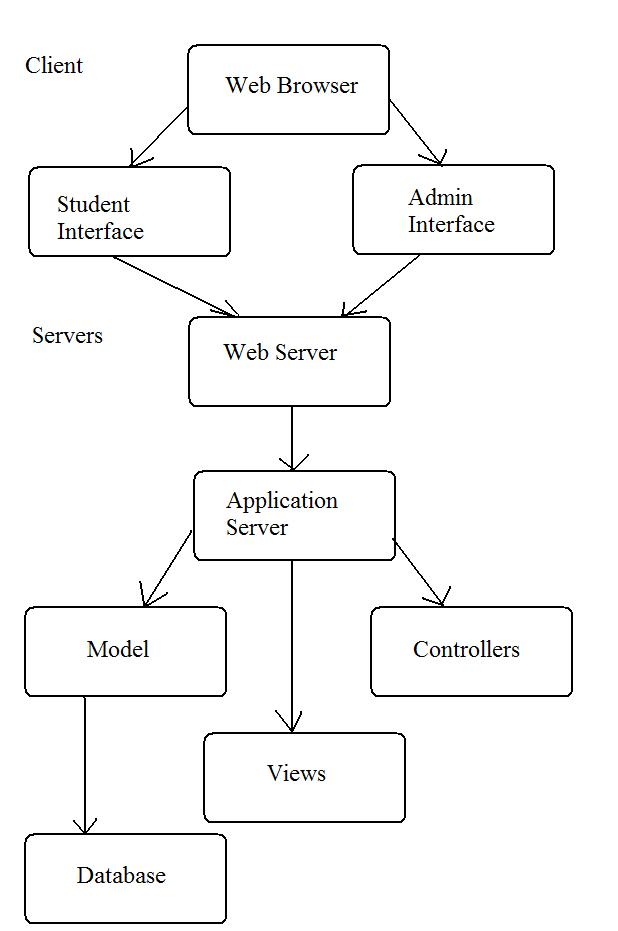 Client
Web Browser
Student
Interface
Admin
Interface
Servers
Web Server
Application
Server
Model
Controllers
Views
Database